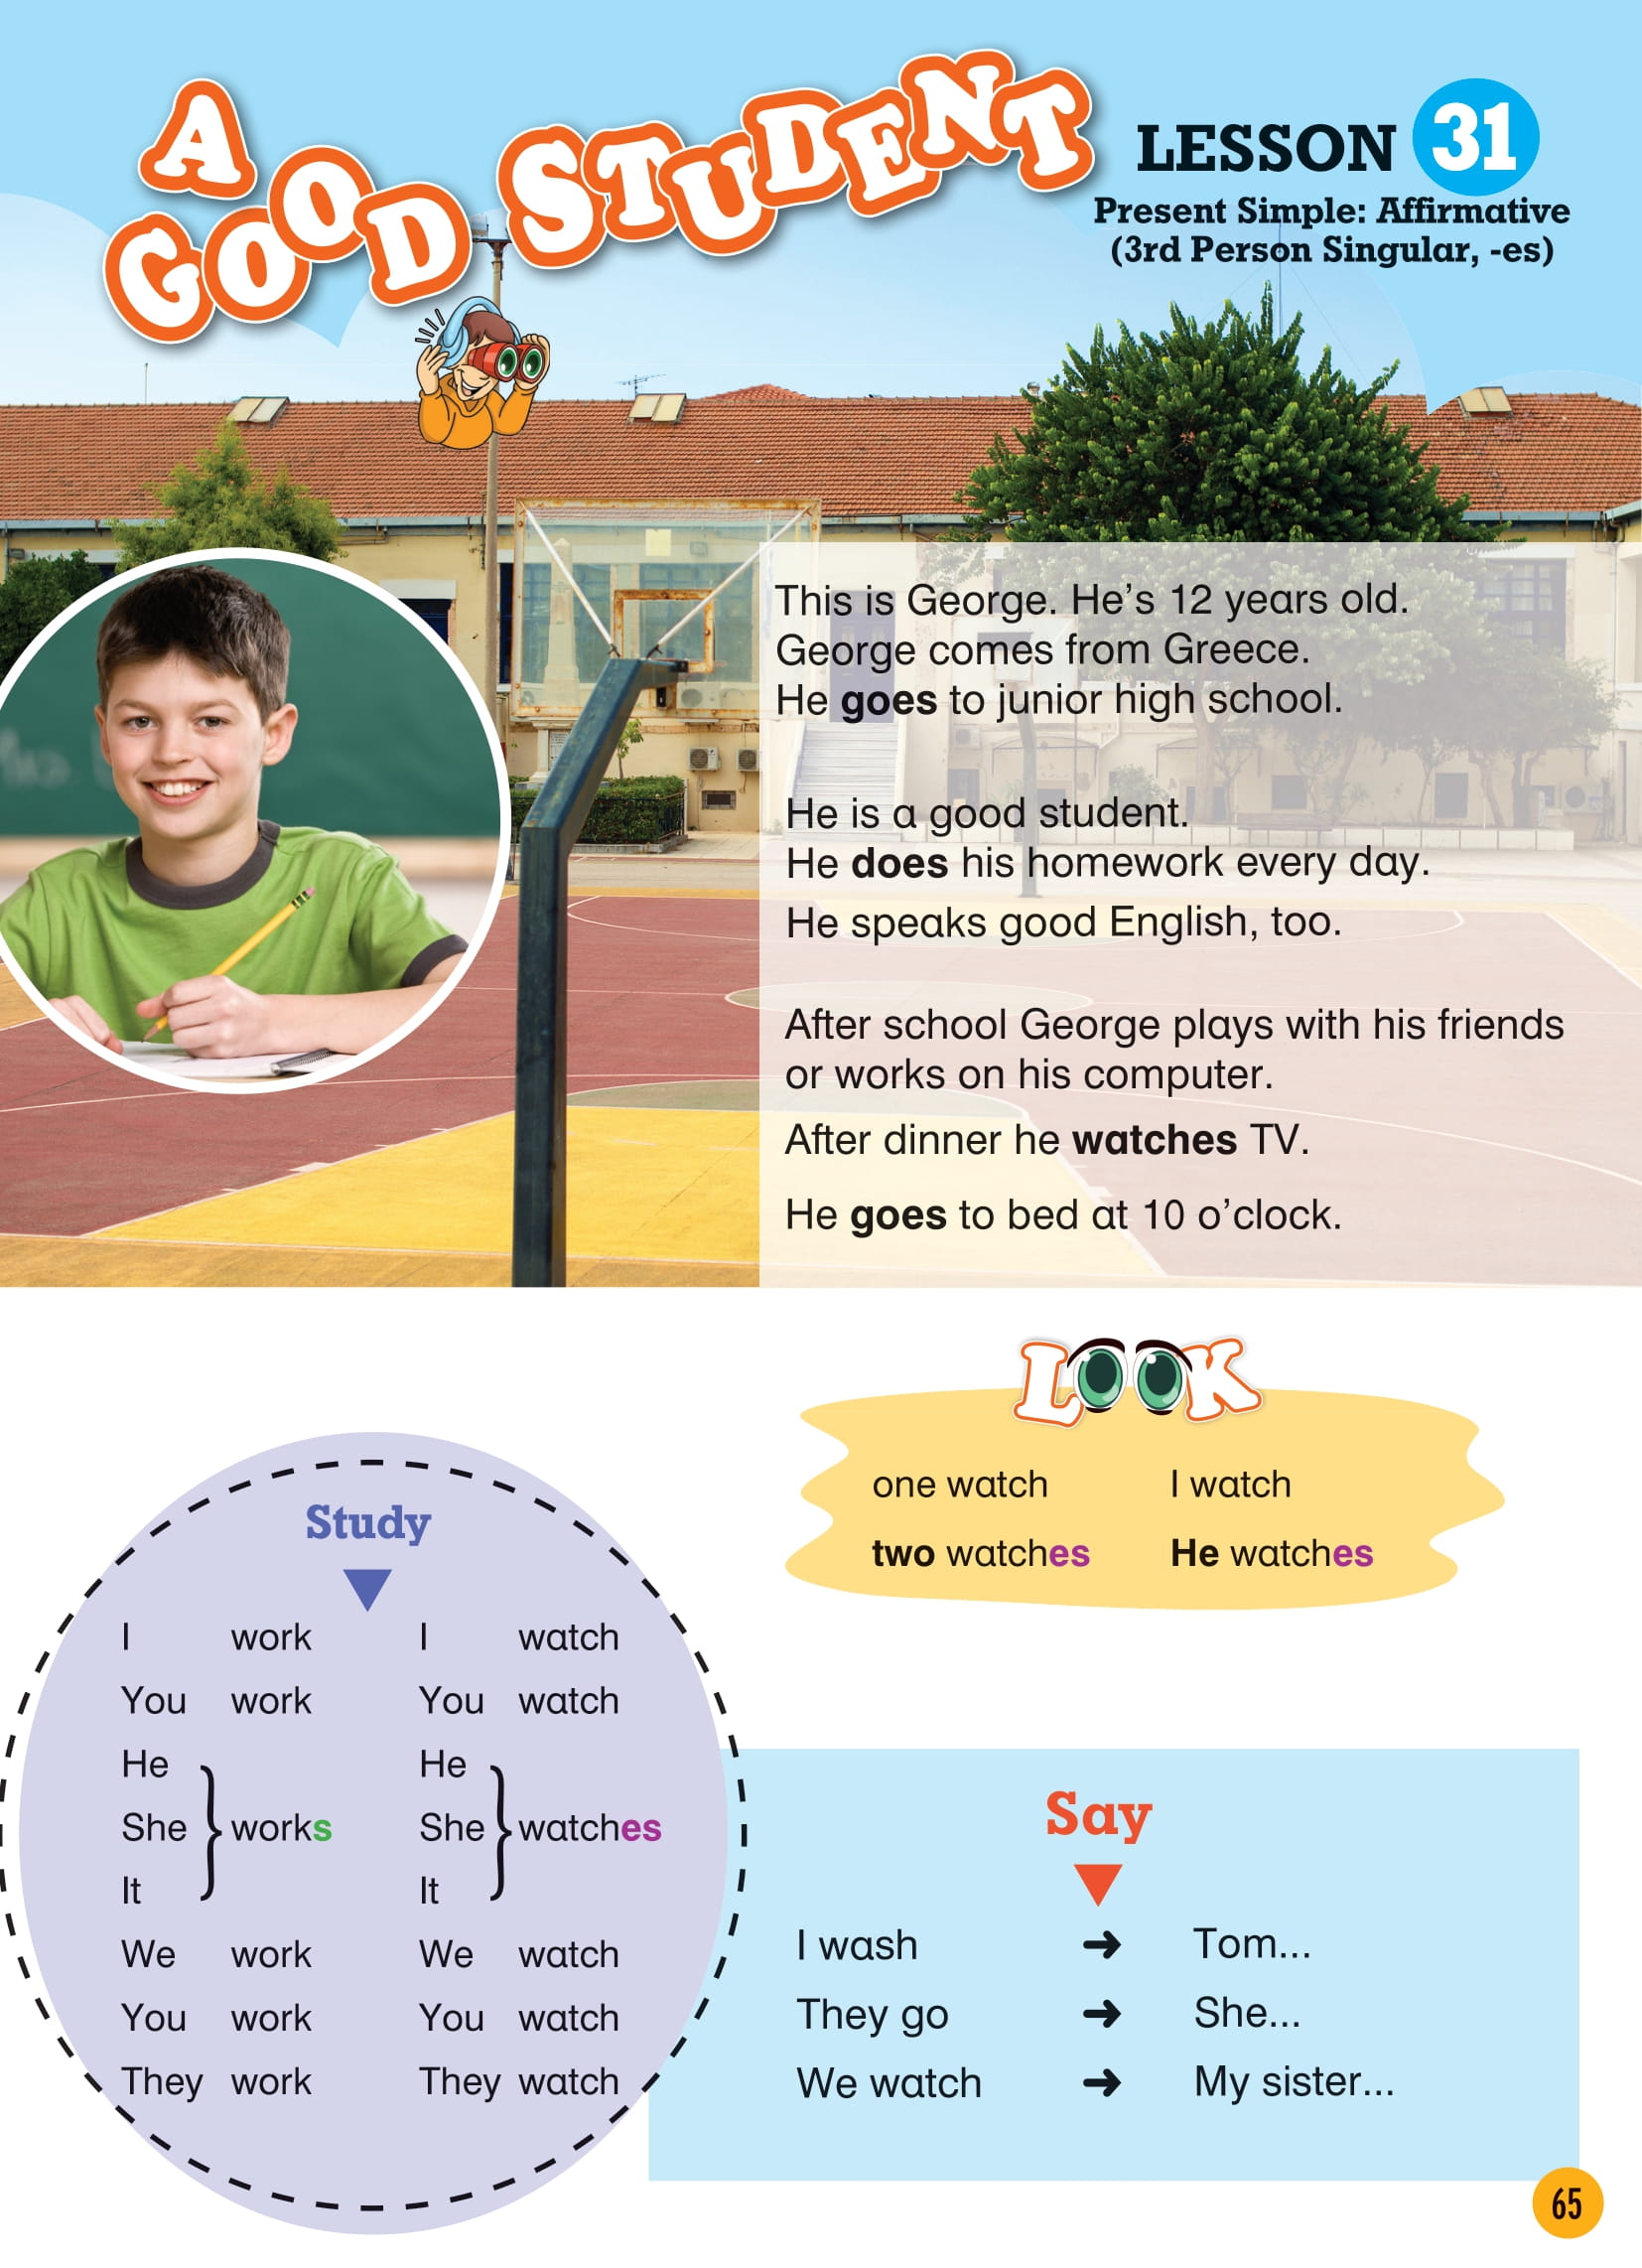 A
GOOD STUDENT
LESSON 31
Present Simple: Affirmative
(3rd Person Singular, -es)
This is George. He's 12 years old.
George comes from Greece.
He goes to junior high school.
He is a good student.
He does his homework every day.
He speaks good English, too.
After school George plays with his friends
or works on his computer.
After dinner he watches TV.
He goes to bed at 10 o'clock.
LOOK
one watch I watch
two watches He watches
Study
I work I watch
You work You watch
He He
She works She watches
It It
We work We watch
You work You watch
They work They watch
Say
I wash → Tom...
They go → She...
We watch → My sister...
65